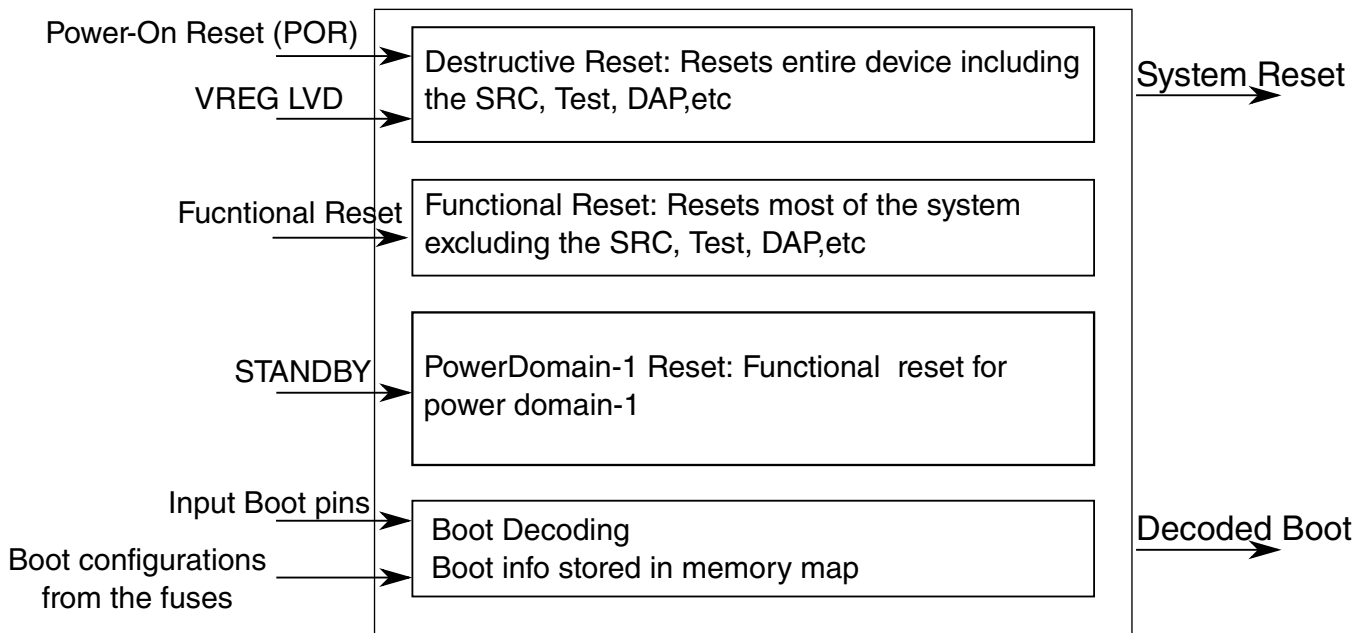 Power-On Reset (POR)
VREG LVD
Destructive Reset: Resets entire device including
the SRC, Test, DAP,etc
System Reset
Fucntional Reset
Functional Reset: Resets most of the system
excluding the SRC, Test, DAP,etc
STANDBY
PowerDomain-1 Reset: Functional  reset for
power domain-1
Input Boot pins
Boot configurations
from the fuses
Boot Decoding
Boot info stored in memory map
Decoded Boot